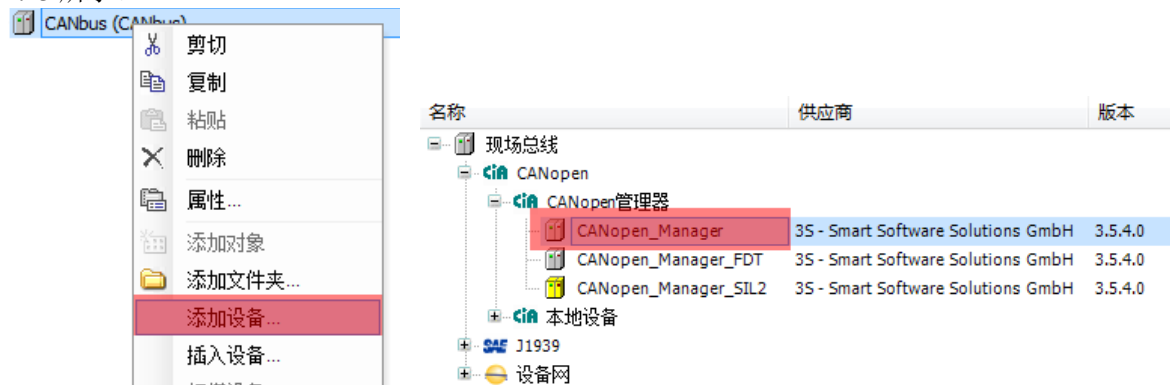 CANbus (CANbus)
剪切
复制
粘贴
删除
属性...
添加对象
添加文件夹...
添加设备...
插入设备...
名称 供应商 版本
现场总线
CiA CANopen
CiA CANopen管理器
CANopen_Manager 3S - Smart Software Solutions GmbH 3.5.4.0
CANopen_Manager_FDT 3S - Smart Software Solutions GmbH 3.5.4.0
CANopen_Manager_SIL2 3S - Smart Software Solutions GmbH 3.5.4.0
CiA 本地设备
SAE J1939
设备网